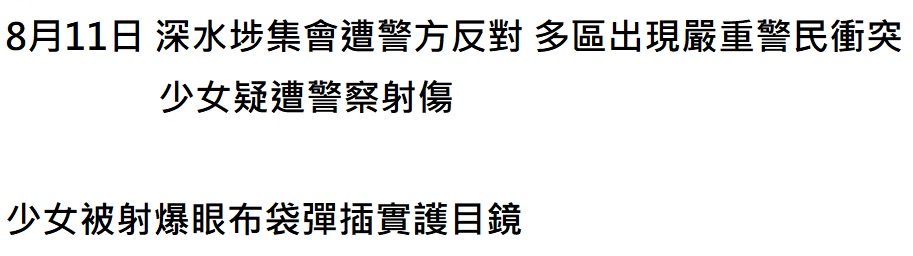 8月11日 深水埗集會遭警方反對 多區出現嚴重警民衝突
少女疑遭警察射傷
少女被射爆眼布袋彈插實護目鏡